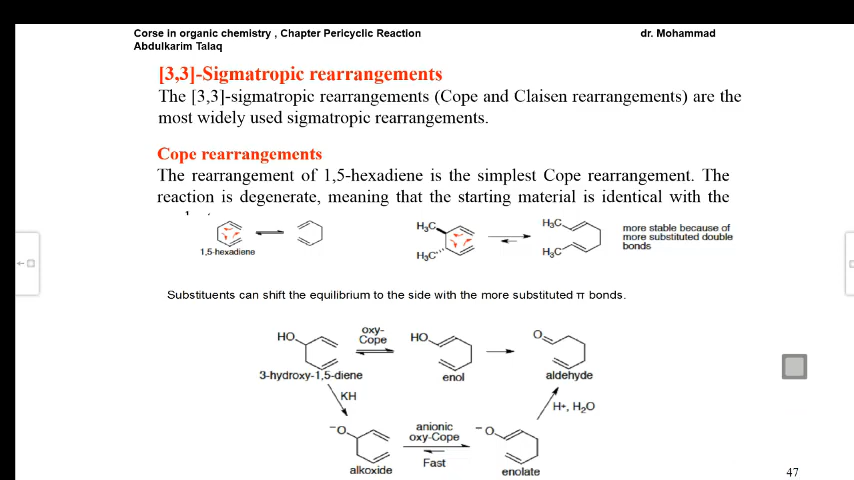 Corse in organic chemistry , Chapter Pericyclic Reaction
dr. Mohammad
Abdulkarim Talaq
[3,3]-Sigmatropic rearrangements
The [3,3]-sigmatropic rearrangements (Cope and Claisen rearrangements) are the
most widely used sigmatropic rearrangements.
Cope rearrangements
The rearrangement of 1,5-hexadiene is the simplest Cope rearrangement. The
reaction is degenerate, meaning that the starting material is identical with the
1,5-hexadiene
H₃C
H₃C
H₃C
H₃C
more stable because of
more substituted double
bonds
Substituents can shift the equilibrium to the side with the more substituted π bonds.
HO
oxy-
Cope
HO
O
3-hydroxy-1,5-diene
enol
aldehyde
KH
H+, H₂O
⁻O
anionic
oxy-Cope
⁻O
Fast
alkoxide
enolate
47